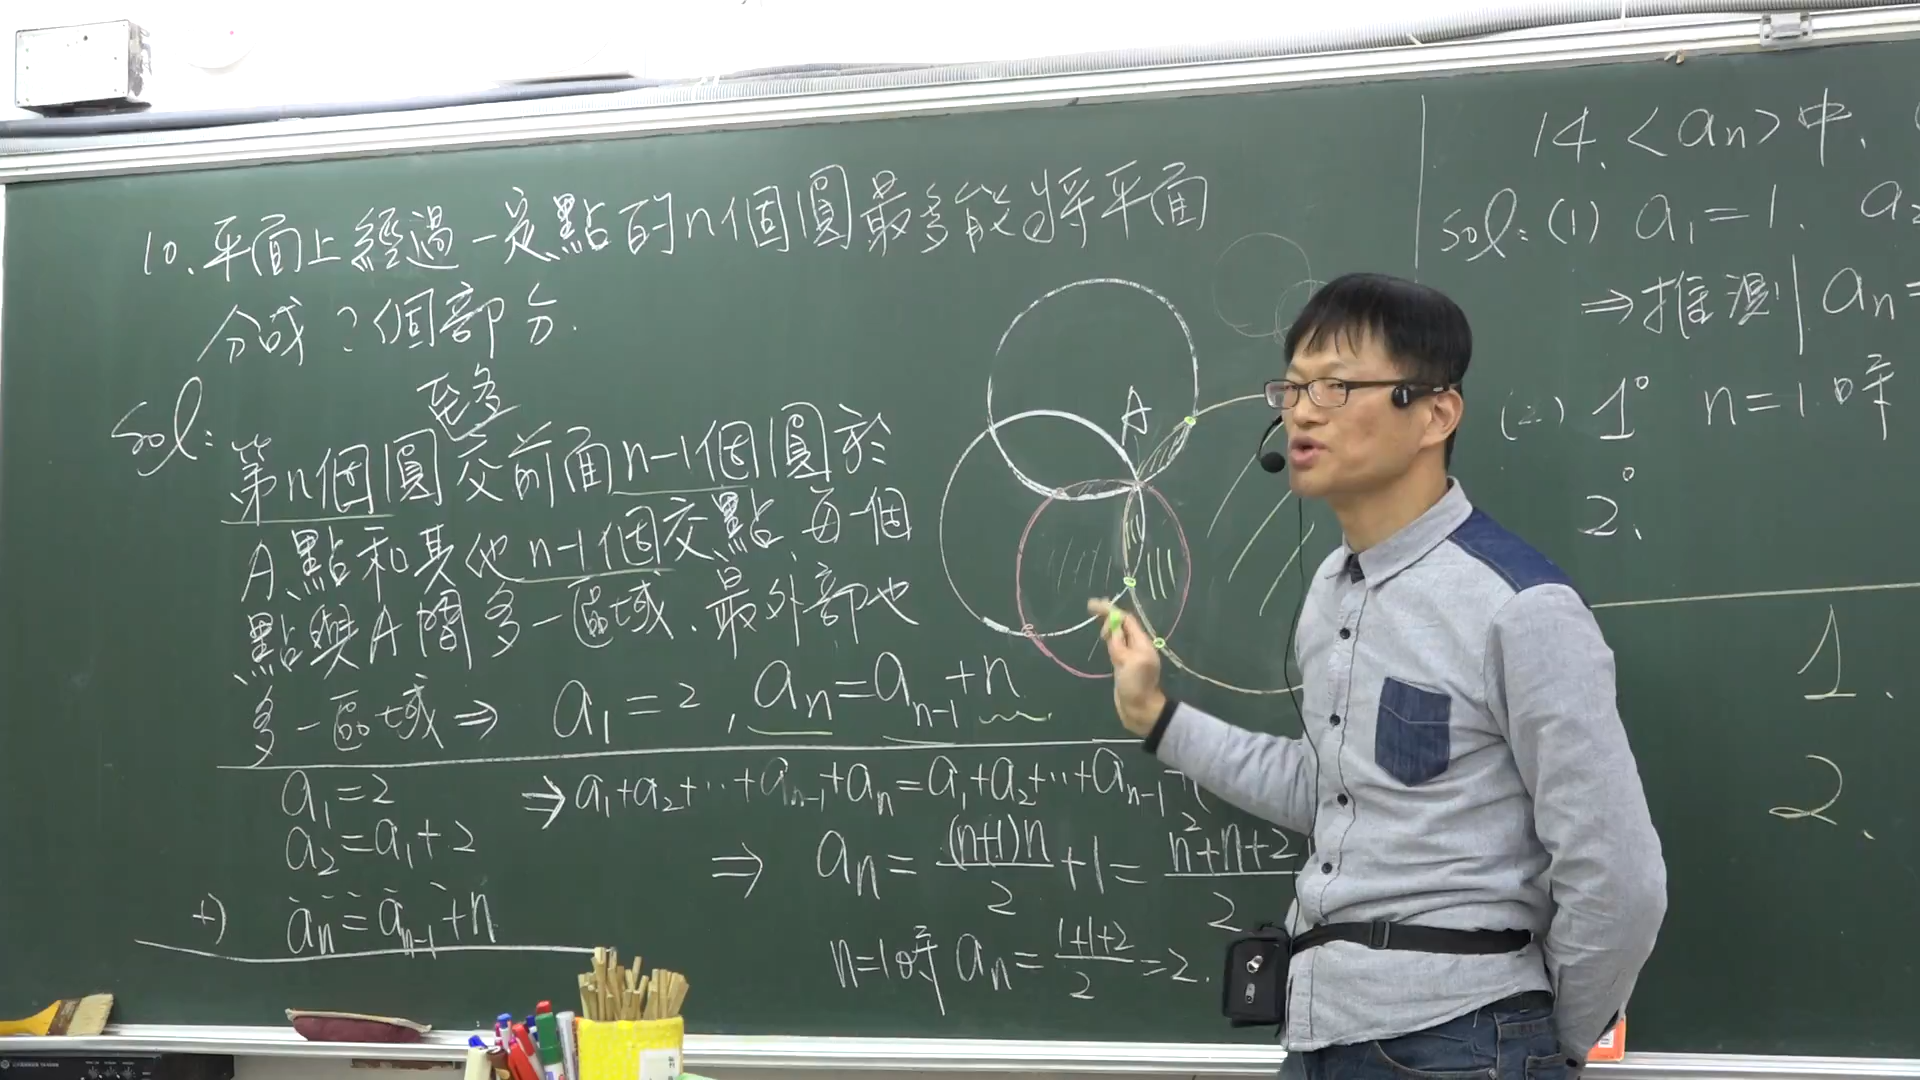 10. 平面上經過一定點的n個圓最多能將平面
分成?個部分.
sol:
至多
第n個圓交前面n-1個圓於
A點和其他n-1個交點,每一個
點與A間多一區域.最外部也
多一區域 ⇒ a₁=2, aₙ=aₙ₋₁+n
a₁=2
a₂=a₁+2
⋯ ⋯ ⋯
+) aₙ=aₙ₋₁+n
⇒a₁+a₂+⋯+aₙ₋₁+aₙ=a₁+a₂+⋯+aₙ₋₁+(
⇒ aₙ=(n+1)n/2+1=n²+n+2/2
n=1時 aₙ=1+1+2/2=2.
A
14. <aₙ>中.
sol: (1) a₁=1. a₂
⇒推測 aₙ=
(2) 1° n=1時
2°.
1.
2.